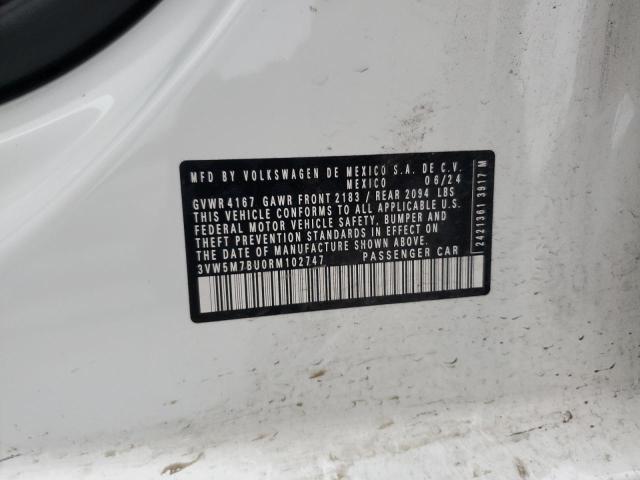 MFD BY VOLKSWAGEN DE MEXICO S.A. DE C.V.
MEXICO 06/24
GVWR 4167 GAWR FRONT 2183 / REAR 2094 LBS
THIS VEHICLE CONFORMS TO ALL APPLICABLE U.S.
FEDERAL MOTOR VEHICLE SAFETY, BUMPER AND
THEFT PREVENTION STANDARDS IN EFFECT ON
THE DATE OF MANUFACTURE SHOWN ABOVE.
3VW5M7BU0RM102747 PASSENGER CAR
2421361 3917 M